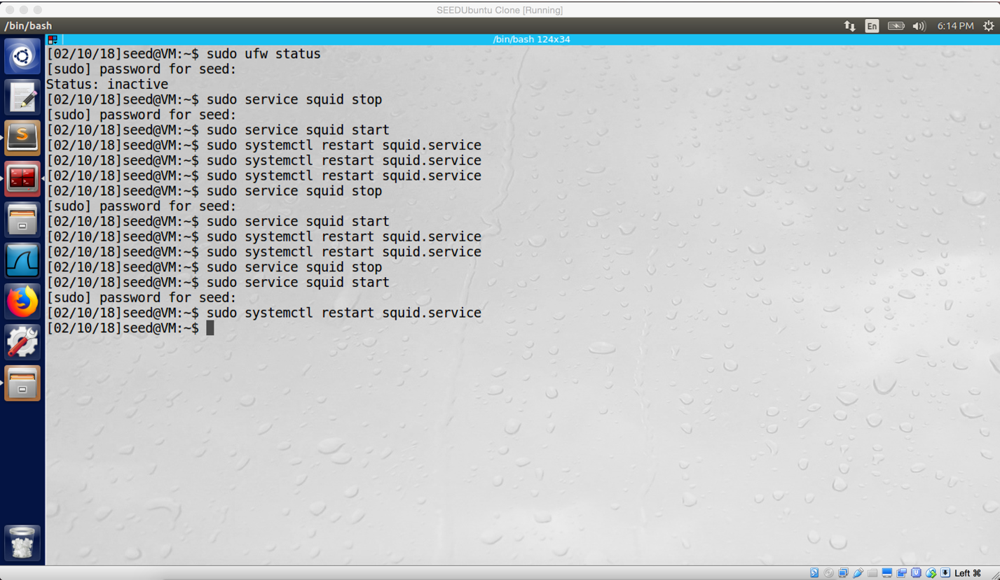 SEEDUbuntu Clone [Running]
/bin/bash
En
6:14 PM
/bin/bash 124x34
[02/10/18]seed@VM:~$ sudo ufw status
[sudo] password for seed:
Status: inactive
[02/10/18]seed@VM:~$ sudo service squid stop
[sudo] password for seed:
[02/10/18]seed@VM:~$ sudo service squid start
[02/10/18]seed@VM:~$ sudo systemctl restart squid.service
[02/10/18]seed@VM:~$ sudo systemctl restart squid.service
[02/10/18]seed@VM:~$ sudo systemctl restart squid.service
[02/10/18]seed@VM:~$ sudo service squid stop
[sudo] password for seed:
[02/10/18]seed@VM:~$ sudo service squid start
[02/10/18]seed@VM:~$ sudo systemctl restart squid.service
[02/10/18]seed@VM:~$ sudo systemctl restart squid.service
[02/10/18]seed@VM:~$ sudo service squid stop
[02/10/18]seed@VM:~$ sudo service squid start
[sudo] password for seed:
[02/10/18]seed@VM:~$ sudo systemctl restart squid.service
[02/10/18]seed@VM:~$
S
Left ⌘